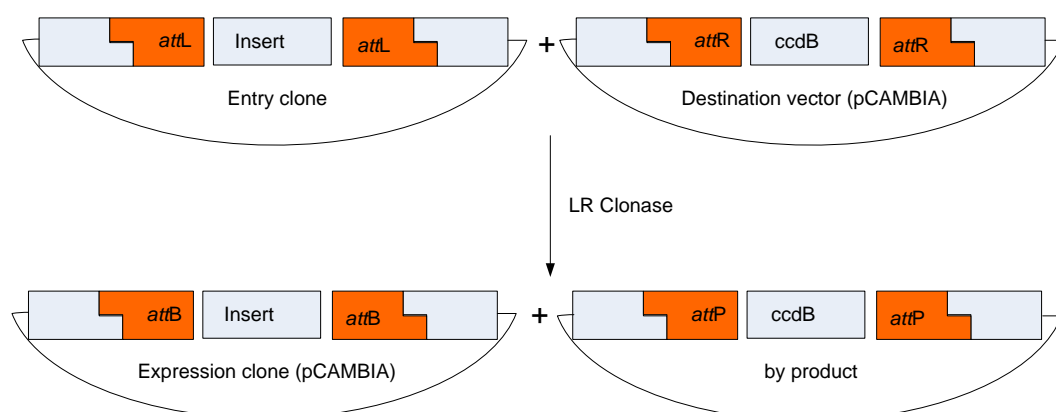 attL Insert attL + attR ccdB attR
Entry clone Destination vector (pCAMBIA)
LR Clonase
attB Insert attB + attP ccdB attP
Expression clone (pCAMBIA) by product